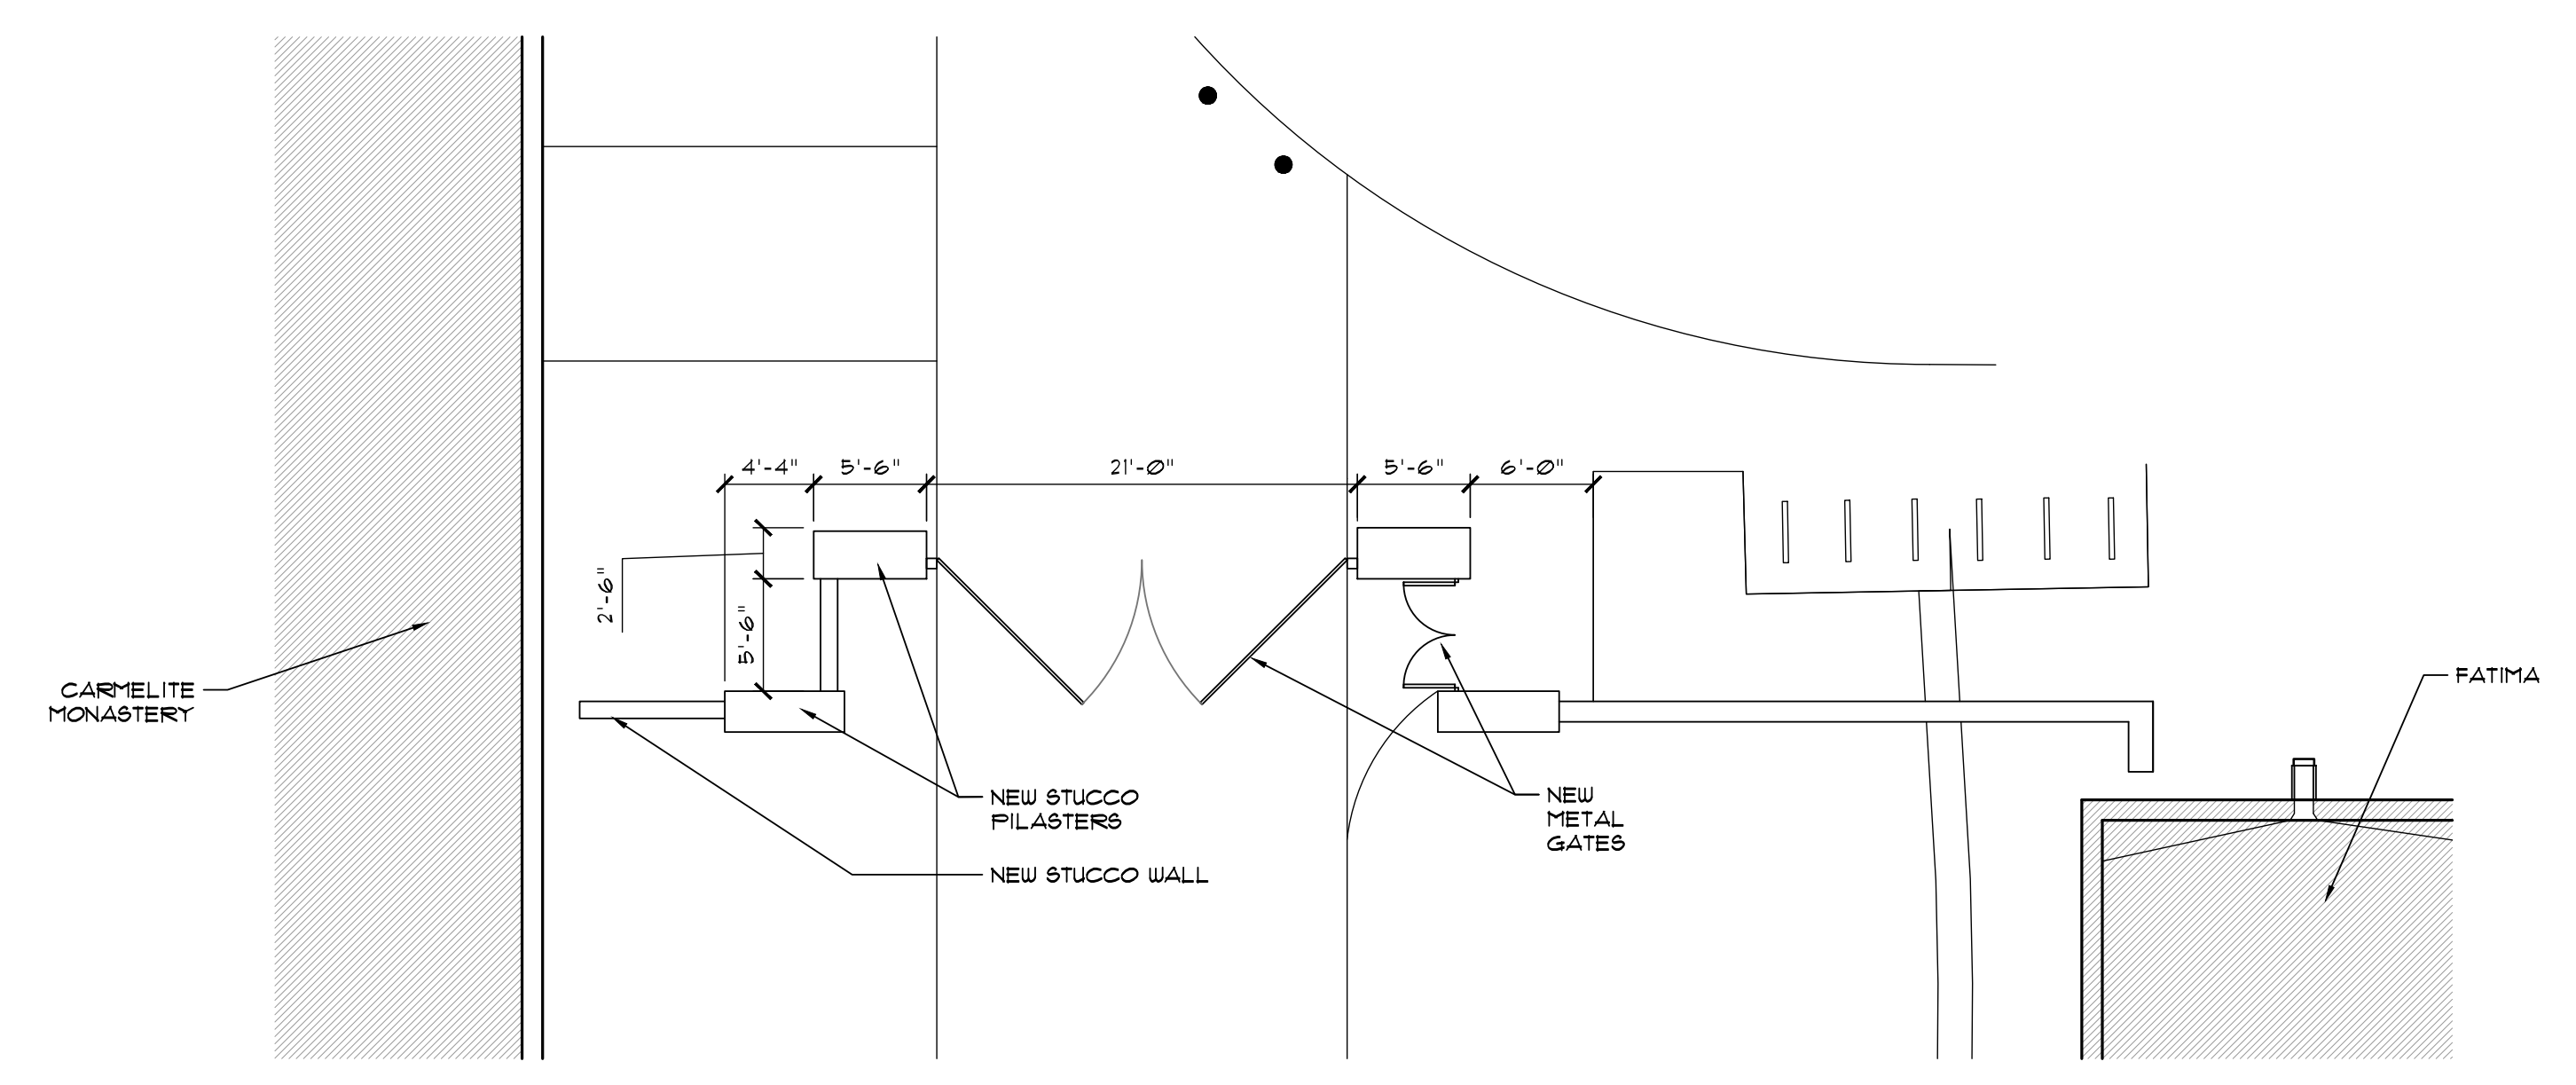 4'-4" 5'-6" 21'-0" 5'-6" 6'-0"
2'-6"
5'-6"
CARMELITE
MONASTERY
FATIMA
NEW STUCCO
PILASTERS
NEW
METAL
GATES
NEW STUCCO WALL